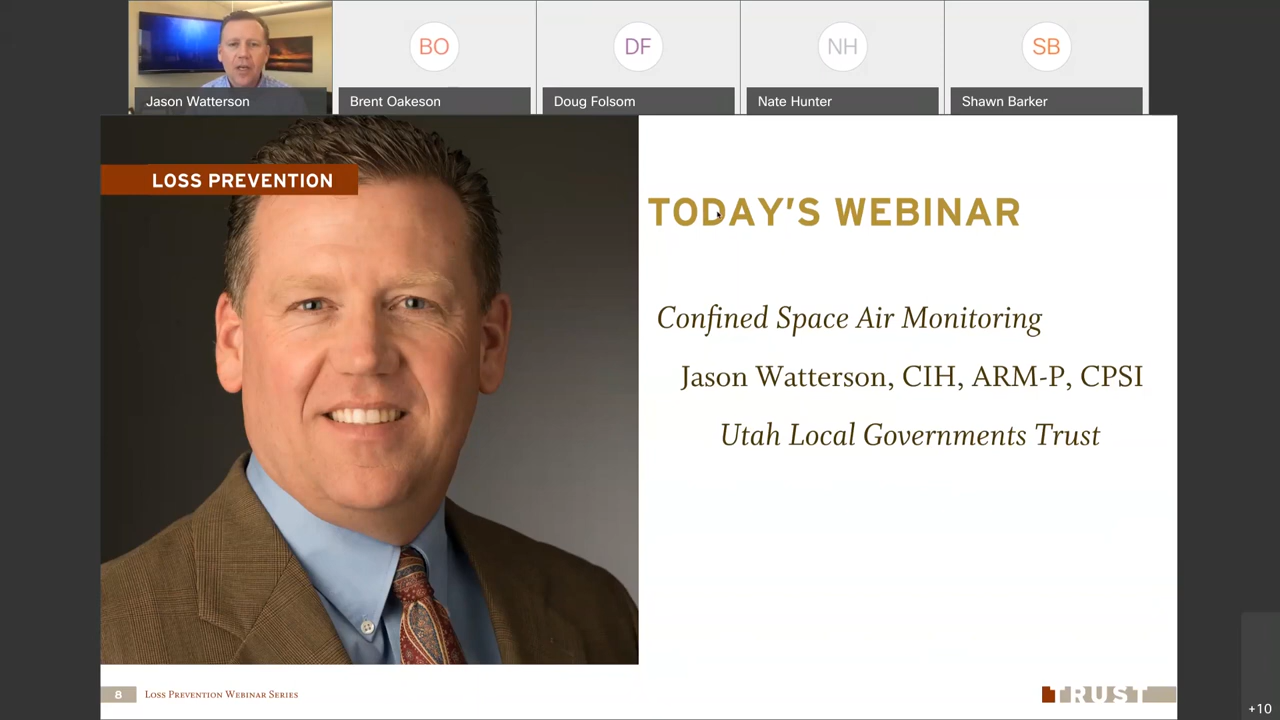 BO
DF
NH
SB
Jason Watterson
Brent Oakeson
Doug Folsom
Nate Hunter
Shawn Barker
LOSS PREVENTION
TODAY'S WEBINAR
Confined Space Air Monitoring
Jason Watterson, CIH, ARM-P, CPSI
Utah Local Governments Trust
8
Loss Prevention Webinar Series
TRUST
+10